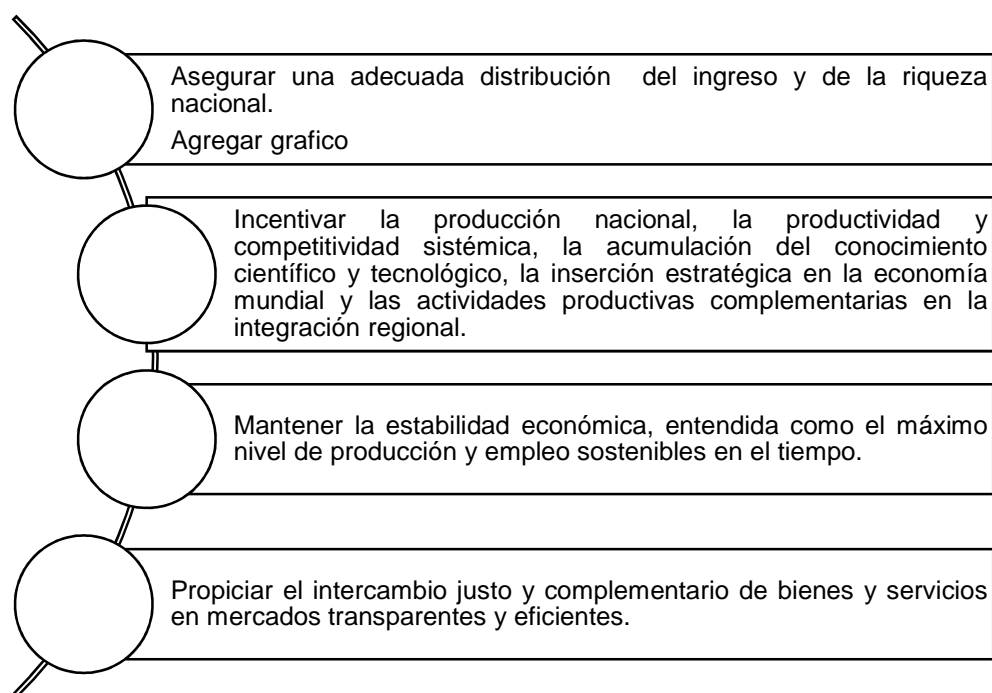 Asegurar una adecuada distribución del ingreso y de la riqueza
nacional.
Agregar grafico
Incentivar la producción nacional, la productividad y
competitividad sistémica, la acumulación del conocimiento
científico y tecnológico, la inserción estratégica en la economía
mundial y las actividades productivas complementarias en la
integración regional.
Mantener la estabilidad económica, entendida como el máximo
nivel de producción y empleo sostenibles en el tiempo.
Propiciar el intercambio justo y complementario de bienes y servicios
en mercados transparentes y eficientes.